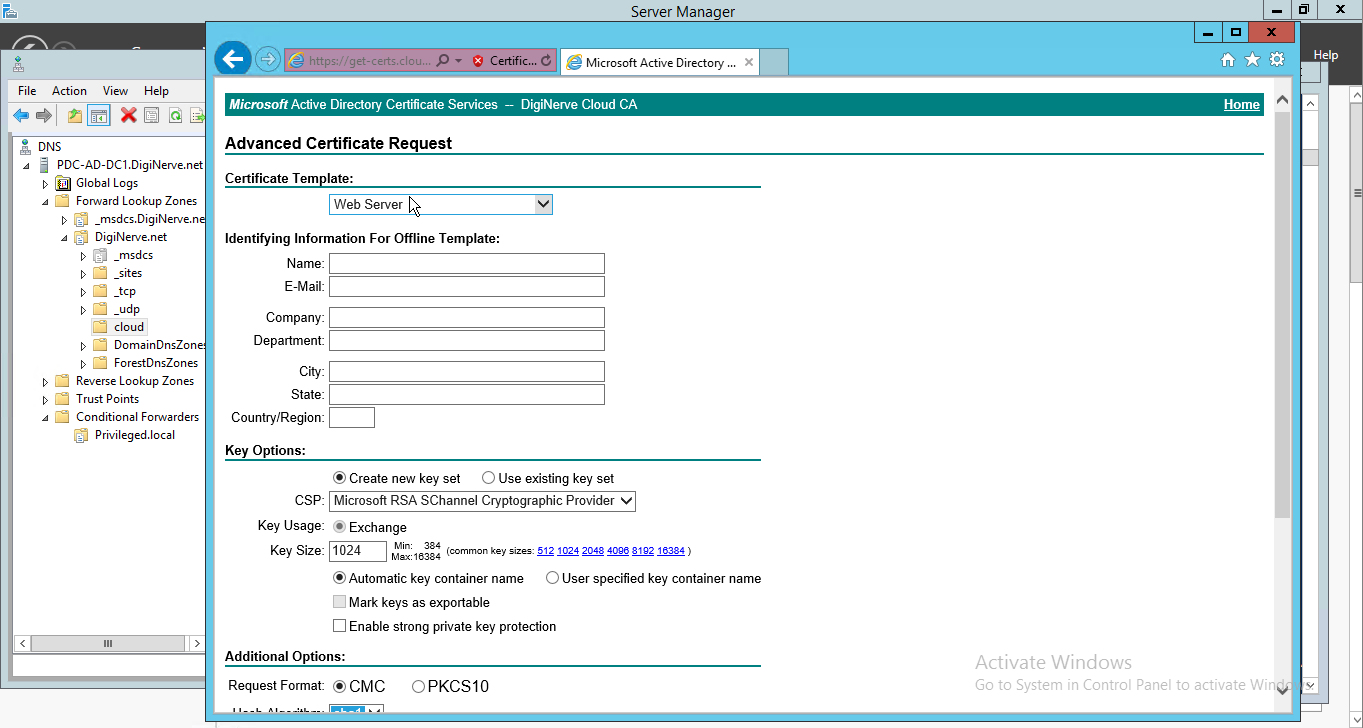 Server Manager
Help
File Action View Help
DNS
PDC-AD-DC1.DigiNerve.net
Global Logs
Forward Lookup Zones
_msdcs.DigiNerve.ne
DigiNerve.net
_msdcs
_sites
_tcp
_udp
cloud
DomainDnsZones
ForestDnsZones
Reverse Lookup Zones
Trust Points
Conditional Forwarders
Privileged.local
https://get-certs.clou... Certific... Microsoft Active Directory ...
Microsoft Active Directory Certificate Services -- DigiNerve Cloud CA Home
Advanced Certificate Request
Certificate Template:
Web Server
Identifying Information For Offline Template:
Name:
E-Mail:
Company:
Department:
City:
State:
Country/Region:
Key Options:
Create new key set Use existing key set
CSP: Microsoft RSA SChannel Cryptographic Provider
Key Usage: Exchange
Key Size: 1024 Min: 384 Max:16384 (common key sizes: 512 1024 2048 4096 8192 16384 )
Automatic key container name User specified key container name
Mark keys as exportable
Enable strong private key protection
Additional Options:
Request Format: CMC PKCS10
Hash Algorithm: sha1
Activate Windows
Go to System in Control Panel to activate Windows.